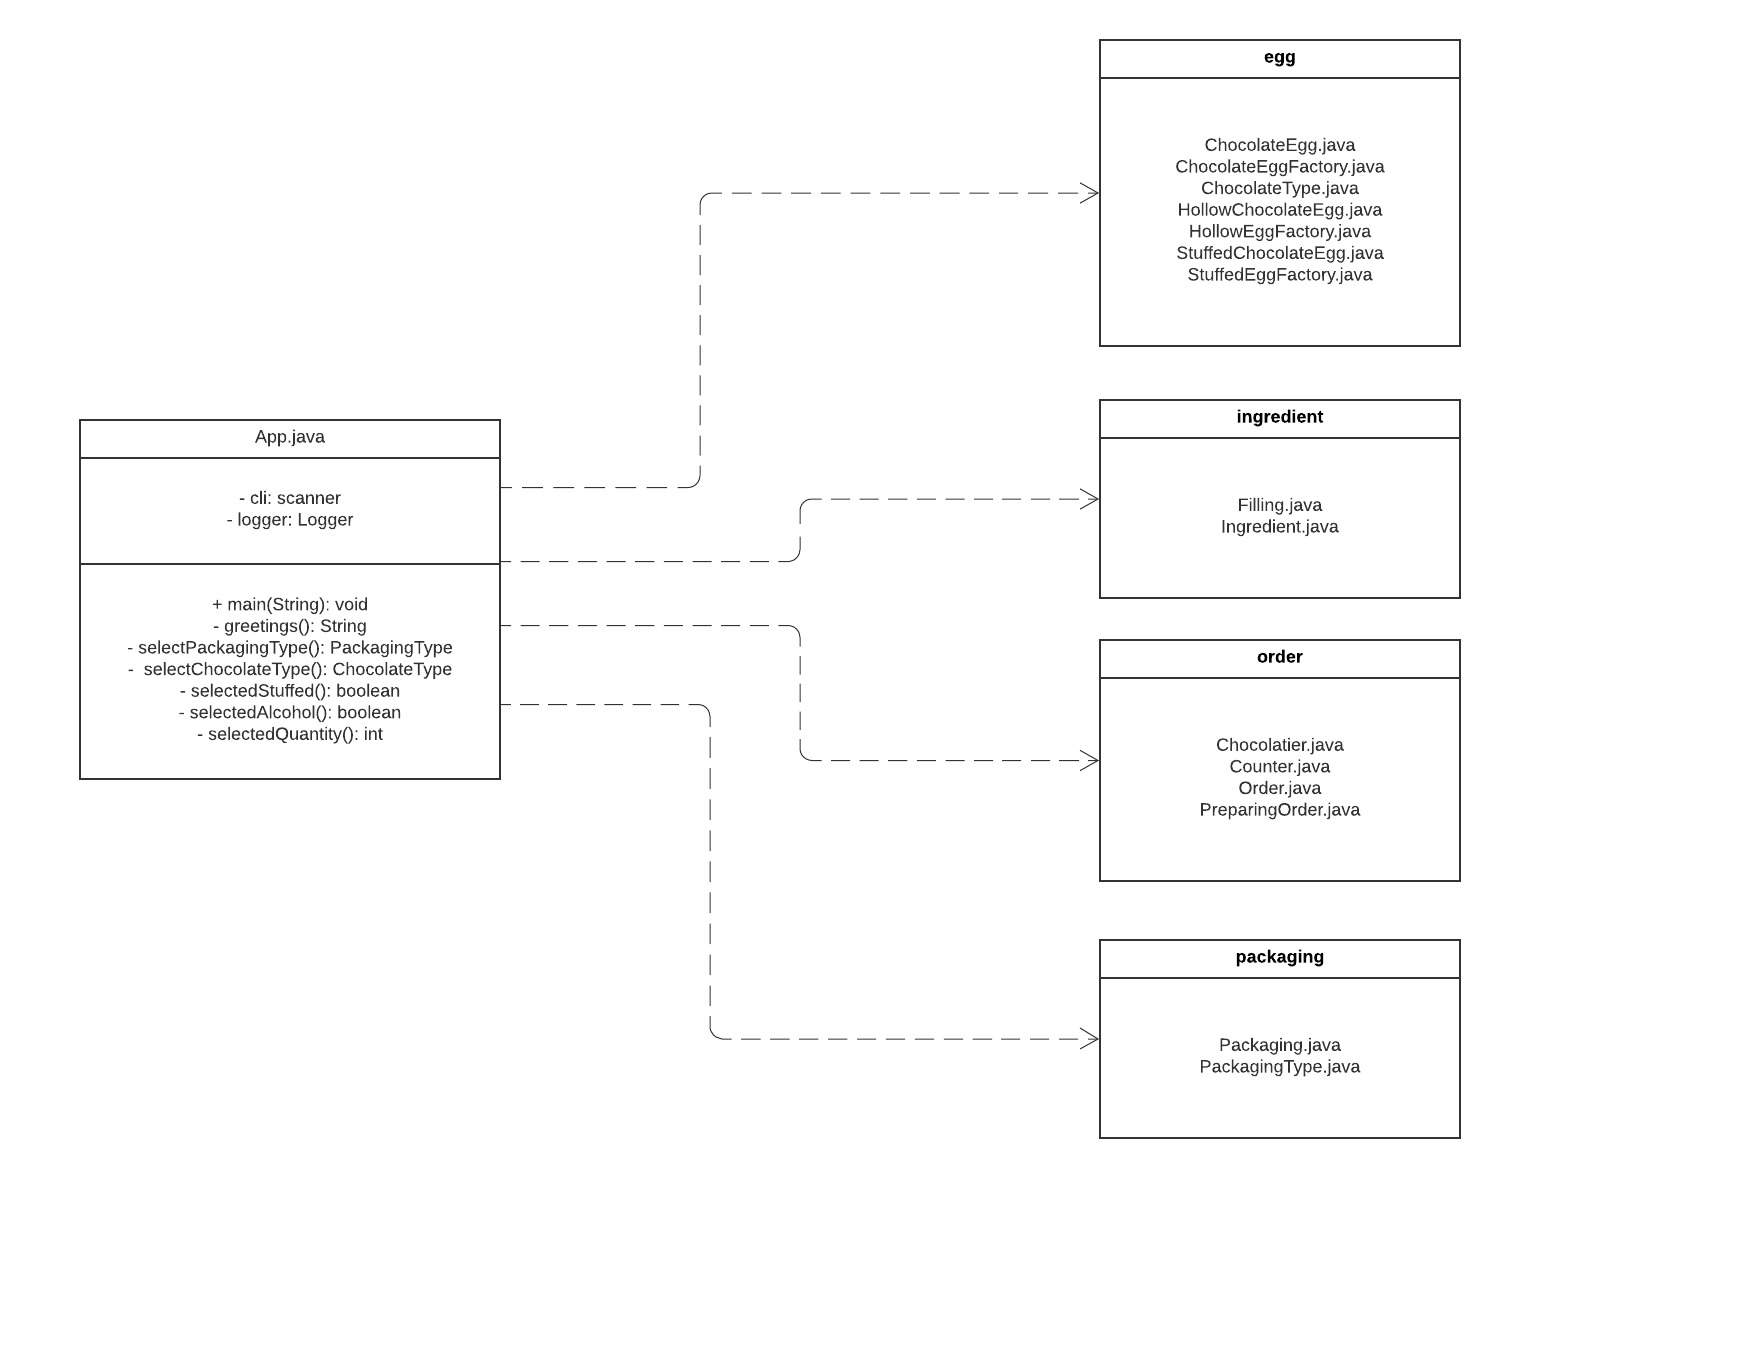 App.java
- cli: scanner
- logger: Logger
+ main(String): void
- greetings(): String
- selectPackagingType(): PackagingType
-  selectChocolateType(): ChocolateType
- selectedStuffed(): boolean
- selectedAlcohol(): boolean
- selectedQuantity(): int
egg
ChocolateEgg.java
ChocolateEggFactory.java
ChocolateType.java
HollowChocolateEgg.java
HollowEggFactory.java
StuffedChocolateEgg.java
StuffedEggFactory.java
ingredient
Filling.java
Ingredient.java
order
Chocolatier.java
Counter.java
Order.java
PreparingOrder.java
packaging
Packaging.java
PackagingType.java